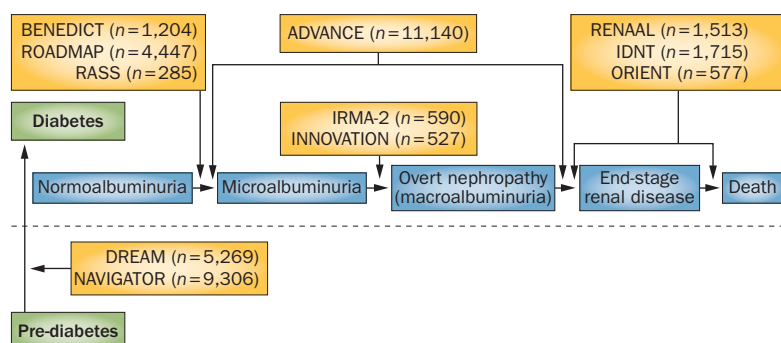 BENEDICT (n=1,204)
ROADMAP (n=4,447)
RASS (n=285)
ADVANCE (n=11,140)
RENAAL (n=1,513)
IDNT (n=1,715)
ORIENT (n=577)
Diabetes
IRMA-2 (n=590)
INNOVATION (n=527)
Normoalbuminuria
Microalbuminuria
Overt nephropathy
(macroalbuminuria)
End-stage
renal disease
Death
DREAM (n=5,269)
NAVIGATOR (n=9,306)
Pre-diabetes